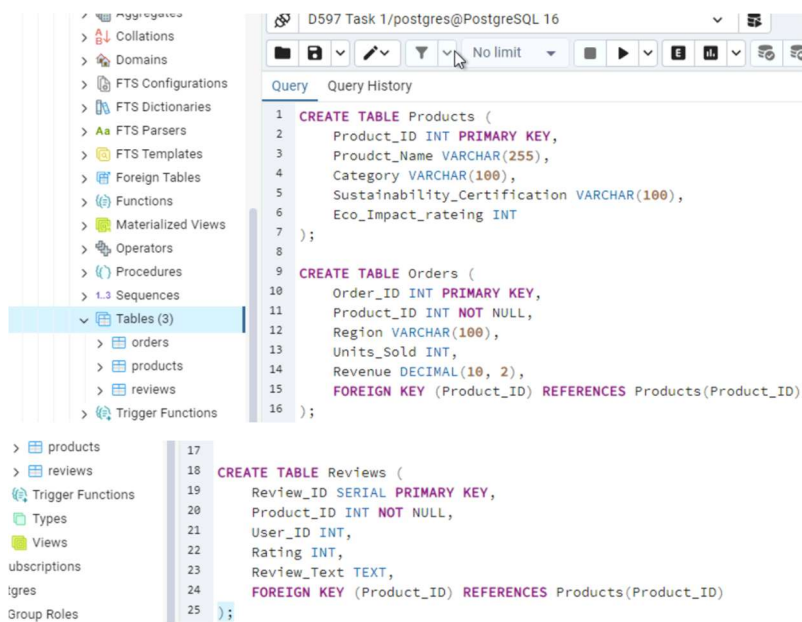 Aggregates
Collations
Domains
FTS Configurations
FTS Dictionaries
Aa FTS Parsers
FTS Templates
Foreign Tables
Functions
Materialized Views
Operators
Procedures
1..3 Sequences
Tables (3)
orders
products
reviews
Trigger Functions
D597 Task 1/postgres@PostgreSQL 16
No limit
E
Query Query History
1 CREATE TABLE Products (
2 Product_ID INT PRIMARY KEY,
3 Proudct_Name VARCHAR(255),
4 Category VARCHAR(100),
5 Sustainability_Certification VARCHAR(100),
6 Eco_Impact_rateing INT
7 );
8
9 CREATE TABLE Orders (
10 Order_ID INT PRIMARY KEY,
11 Product_ID INT NOT NULL,
12 Region VARCHAR(100),
13 Units_Sold INT,
14 Revenue DECIMAL(10, 2),
15 FOREIGN KEY (Product_ID) REFERENCES Products(Product_ID)
16 );
products
reviews
Trigger Functions
Types
Views
ubscriptions
tgres
Group Roles
17
18 CREATE TABLE Reviews (
19 Review_ID SERIAL PRIMARY KEY,
20 Product_ID INT NOT NULL,
21 User_ID INT,
22 Rating INT,
23 Review_Text TEXT,
24 FOREIGN KEY (Product_ID) REFERENCES Products(Product_ID)
25 );